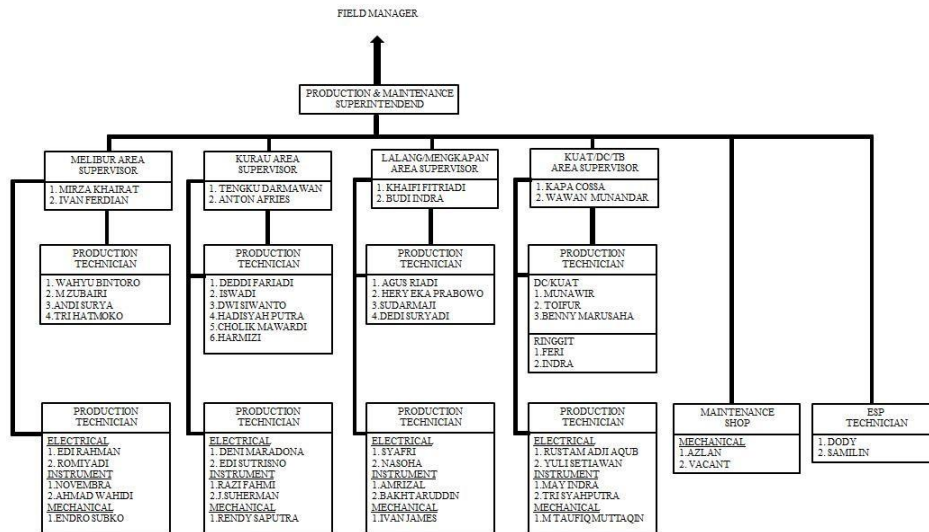 FIELD MANAGER
PRODUCTION & MAINTENANCE
SUPERINTENDEND
MELIBUR AREA
SUPERVISOR
1. MIRZA KHAIRAT
2. IVAN FERDIAN
KURAU AREA
SUPERVISOR
1. TENGKU DARMAWAN
2. ANTON AFRIES
LALANG/MENGKAPAN
AREA SUPERVISOR
1. KHAIFI FITRIADI
2. BUDI INDRA
KUAT/DC/TB
AREA SUPERVISOR
1. KAPA COSSA
2. WAWAN MUNANDAR
PRODUCTION
TECHNICIAN
1. WAHYU BINTORO
2. M ZUBAIRI
3.ANDI SURYA
4.TRI HATMOKO
PRODUCTION
TECHNICIAN
1. DEDDI FARIADI
2. ISWADI
3.DWI SIWANTO
4.HADISYAH PUTRA
5.CHOLIK MAWARDI
6.HARMIZI
PRODUCTION
TECHNICIAN
1. AGUS RIADI
2. HERY EKA PRABOWO
3.SUDARMAJI
4.DEDI SURYADI
PRODUCTION
TECHNICIAN
DC/KUAT
1. MUNAWIR
2. TOIFUR
3.BENNY MARUSAHA
RINGGIT
1.FERI
2.INDRA
PRODUCTION
TECHNICIAN
ELECTRICAL
1. EDI RAHMAN
2. ROMIYADI
INSTRUMENT
1.NOVEMBRA
2.AHMAD WAHIDI
MECHANICAL
1.ENDRO SUBKO
PRODUCTION
TECHNICIAN
ELECTRICAL
1. DENI MARADONA
2. EDI SUTRISNO
INSTRUMENT
1.RAZI FAHMI
2.J.SUHERMAN
MECHANICAL
1.RENDY SAPUTRA
PRODUCTION
TECHNICIAN
ELECTRICAL
1. SYAFRI
2. NASOHA
INSTRUMENT
1.AMRIZAL
2.BAKHTARUDDIN
MECHANICAL
1.IVAN JAMES
PRODUCTION
TECHNICIAN
ELECTRICAL
1. RUSTAM ADJI AQUB
2. YULI SETIAWAN
INSTRUMENT
1.MAY INDRA
2.TRI SYAHPUTRA
MECHANICAL
1.M TAUFIQ MUTTAQIN
MAINTENANCE
SHOP
MECHANICAL
1.AZLAN
2. VACANT
ESP
TECHNICIAN
1. DODY
2. SAMILIN